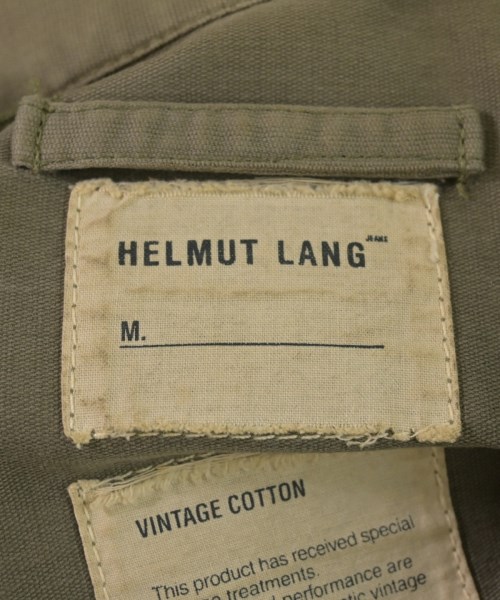 HELMUT LANG JEANS
M.
VINTAGE COTTON
This product has received special
treatments.
performance are
vintage